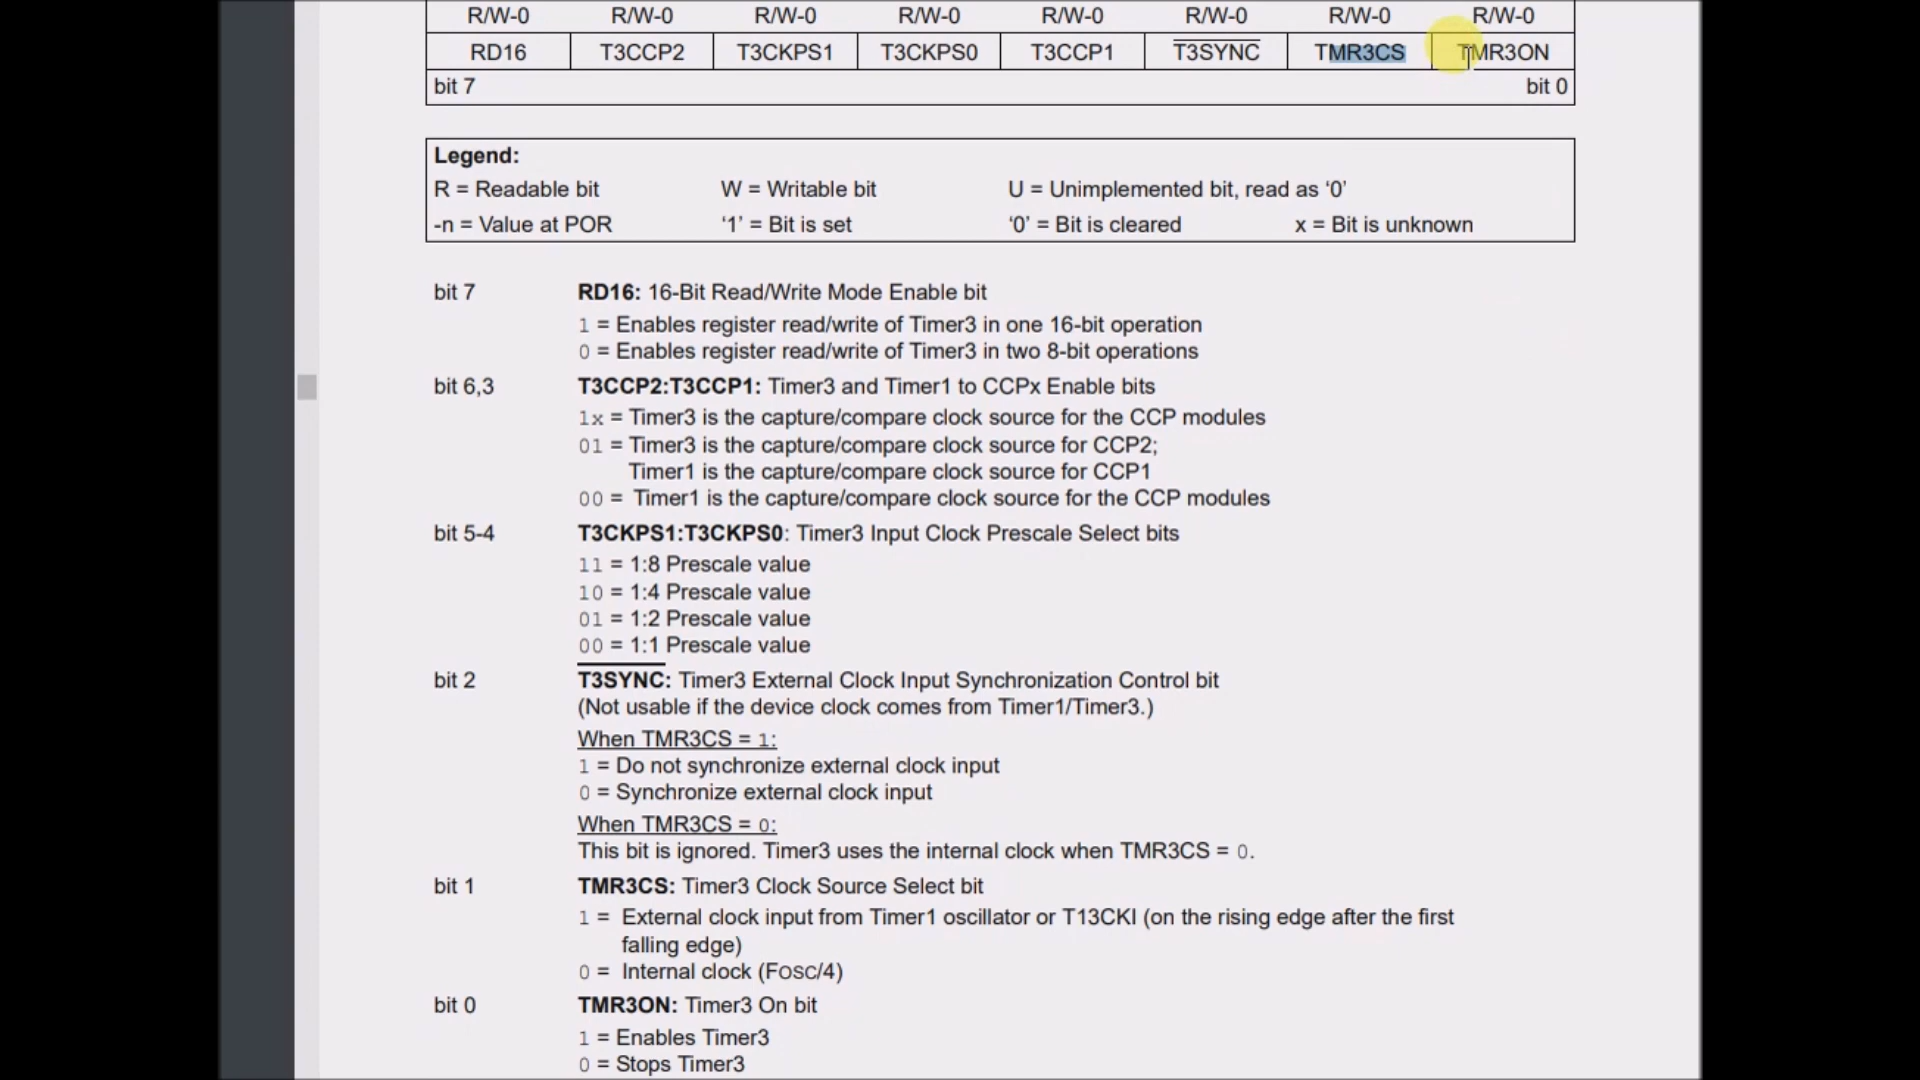 R/W-0 R/W-0 R/W-0 R/W-0 R/W-0 R/W-0 R/W-0 R/W-0
RD16 T3CCP2 T3CKPS1 T3CKPS0 T3CCP1 T3SYNC TMR3CS TMR3ON
bit 7 bit 0
Legend:
R = Readable bit W = Writable bit U = Unimplemented bit, read as ‘0’
-n = Value at POR ‘1’ = Bit is set ‘0’ = Bit is cleared x = Bit is unknown
bit 7 RD16: 16-Bit Read/Write Mode Enable bit
1 = Enables register read/write of Timer3 in one 16-bit operation
0 = Enables register read/write of Timer3 in two 8-bit operations
bit 6,3 T3CCP2:T3CCP1: Timer3 and Timer1 to CCPx Enable bits
1x = Timer3 is the capture/compare clock source for the CCP modules
01 = Timer3 is the capture/compare clock source for CCP2;
Timer1 is the capture/compare clock source for CCP1
00 = Timer1 is the capture/compare clock source for the CCP modules
bit 5-4 T3CKPS1:T3CKPS0: Timer3 Input Clock Prescale Select bits
11 = 1:8 Prescale value
10 = 1:4 Prescale value
01 = 1:2 Prescale value
00 = 1:1 Prescale value
bit 2 T3SYNC: Timer3 External Clock Input Synchronization Control bit
(Not usable if the device clock comes from Timer1/Timer3.)
When TMR3CS = 1:
1 = Do not synchronize external clock input
0 = Synchronize external clock input
When TMR3CS = 0:
This bit is ignored. Timer3 uses the internal clock when TMR3CS = 0.
bit 1 TMR3CS: Timer3 Clock Source Select bit
1 = External clock input from Timer1 oscillator or T13CKI (on the rising edge after the first
falling edge)
0 = Internal clock (FOSC/4)
bit 0 TMR3ON: Timer3 On bit
1 = Enables Timer3
0 = Stops Timer3